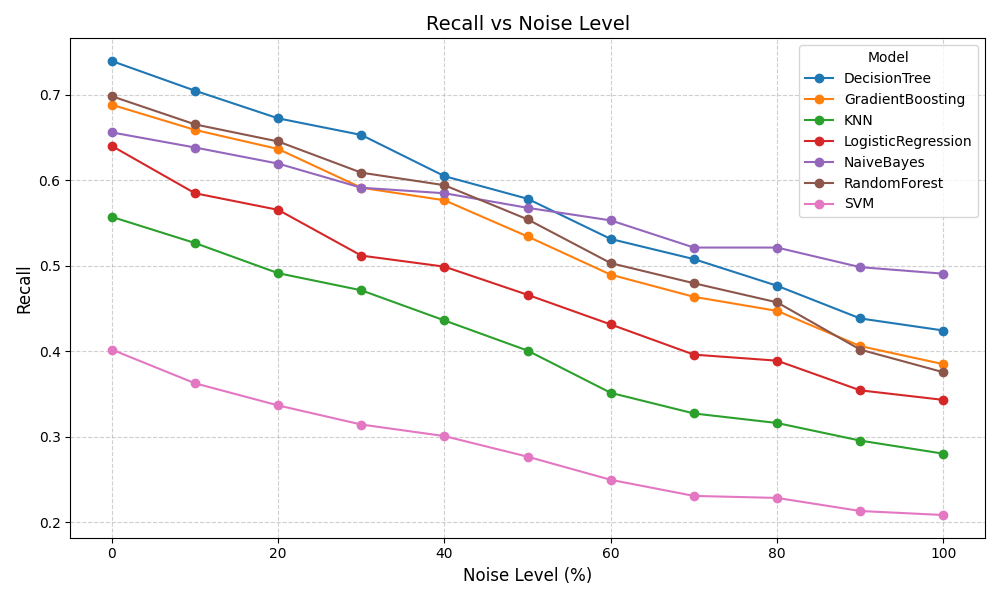 Recall vs Noise Level
Recall
0.7
0.6
0.5
0.4
0.3
0.2
Model
DecisionTree
GradientBoosting
KNN
LogisticRegression
NaiveBayes
RandomForest
SVM
0 20 40 60 80 100
Noise Level (%)